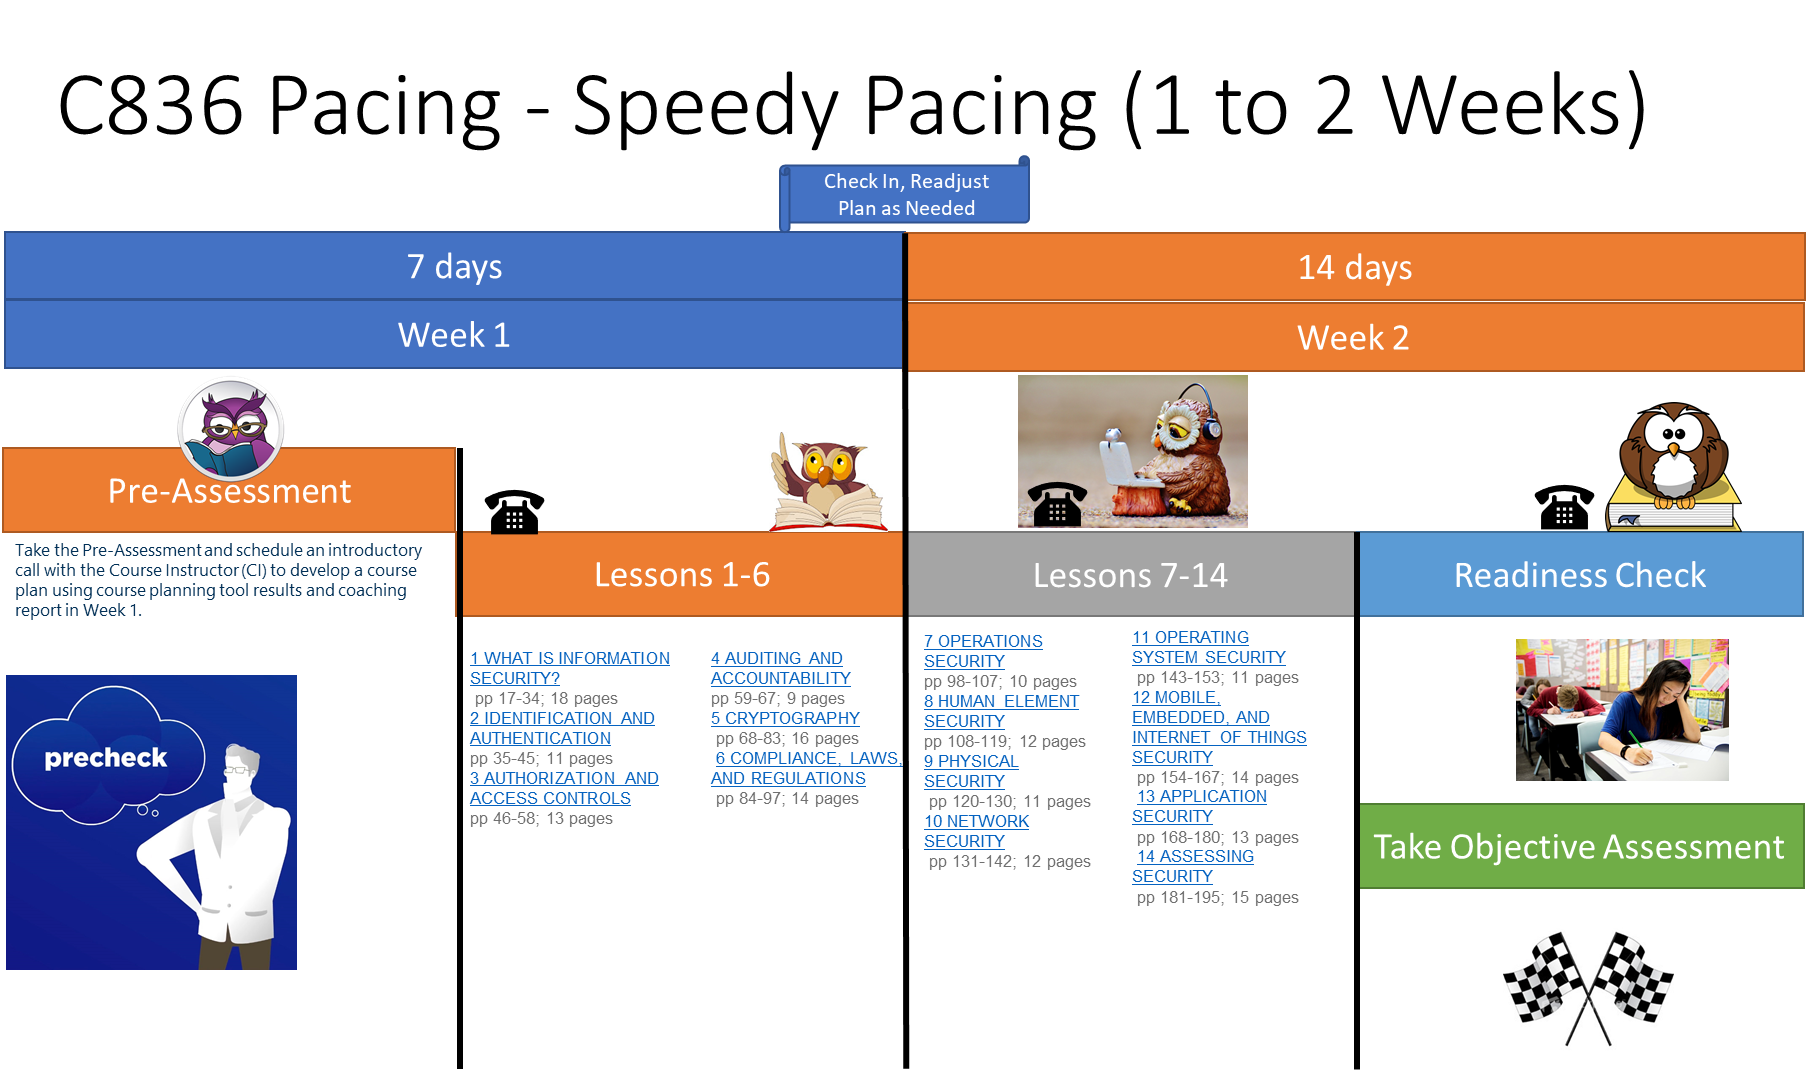 C836 Pacing - Speedy Pacing (1 to 2 Weeks)
Check In, Readjust
Plan as Needed
7 days
14 days
Week 1
Week 2
Pre-Assessment
Take the Pre-Assessment and schedule an introductory
call with the Course Instructor (CI) to develop a course
plan using course planning tool results and coaching
report in Week 1.
precheck
Lessons 1-6
1 WHAT IS INFORMATION
SECURITY?
pp 17-34; 18 pages
2 IDENTIFICATION AND
AUTHENTICATION
pp 35-45; 11 pages
3 AUTHORIZATION AND
ACCESS CONTROLS
pp 46-58; 13 pages
4 AUDITING AND
ACCOUNTABILITY
pp 59-67; 9 pages
5 CRYPTOGRAPHY
pp 68-83; 16 pages
6 COMPLIANCE, LAWS,
AND REGULATIONS
pp 84-97; 14 pages
Lessons 7-14
7 OPERATIONS
SECURITY
pp 98-107; 10 pages
8 HUMAN ELEMENT
SECURITY
pp 108-119; 12 pages
9 PHYSICAL
SECURITY
pp 120-130; 11 pages
10 NETWORK
SECURITY
pp 131-142; 12 pages
11 OPERATING
SYSTEM SECURITY
pp 143-153; 11 pages
12 MOBILE,
EMBEDDED, AND
INTERNET OF THINGS
SECURITY
pp 154-167; 14 pages
13 APPLICATION
SECURITY
pp 168-180; 13 pages
14 ASSESSING
SECURITY
pp 181-195; 15 pages
Readiness Check
Take Objective Assessment